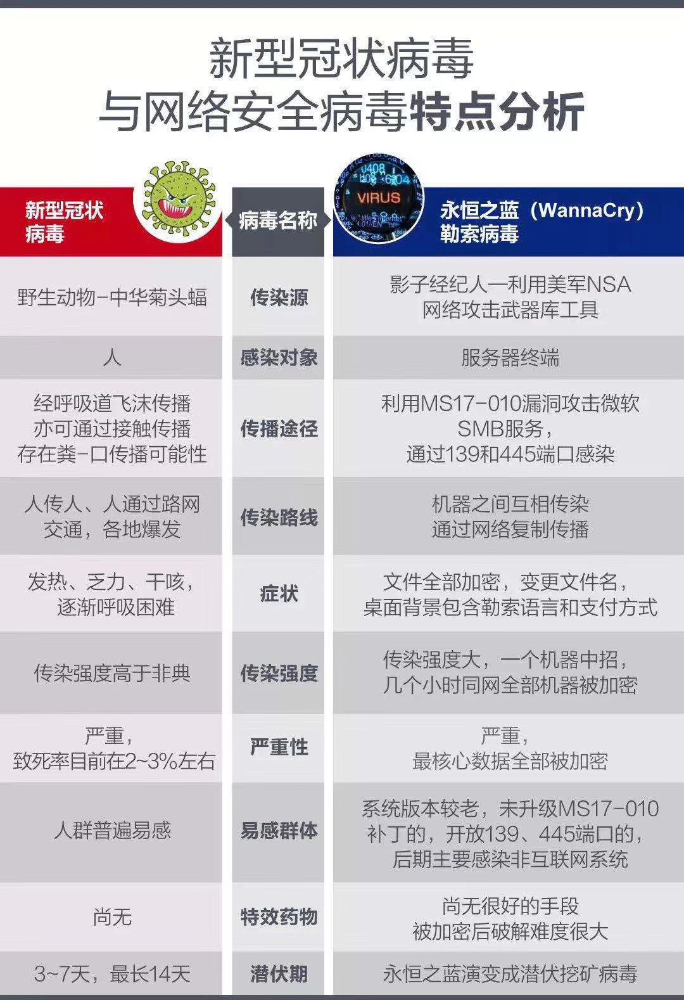 新型冠状病毒
与网络安全病毒特点分析
新型冠状
病毒
病毒名称
0408
6404
VIRUS
永恒之蓝（WannaCry）
勒索病毒
野生动物-中华菊头蝠
传染源
影子经纪人—利用美军NSA
网络攻击武器库工具
人
感染对象
服务器终端
经呼吸道飞沫传播
亦可通过接触传播
存在粪-口传播可能性
传播途径
利用MS17-010漏洞攻击微软
SMB服务，
通过139和445端口感染
人传人、人通过路网
交通，各地爆发
传染路线
机器之间互相传染
通过网络复制传播
发热、乏力、干咳，
逐渐呼吸困难
症状
文件全部加密，变更文件名，
桌面背景包含勒索语言和支付方式
传染强度高于非典
传染强度
传染强度大，一个机器中招，
几个小时同网全部机器被加密
严重，
致死率目前在2~3%左右
严重性
严重，
最核心数据全部被加密
人群普遍易感
易感群体
系统版本较老，未升级MS17-010
补丁的，开放139、445端口的，
后期主要感染非互联网系统
尚无
特效药物
尚无很好的手段
被加密后破解难度很大
3~7天，最长14天
潜伏期
永恒之蓝演变成潜伏挖矿病毒